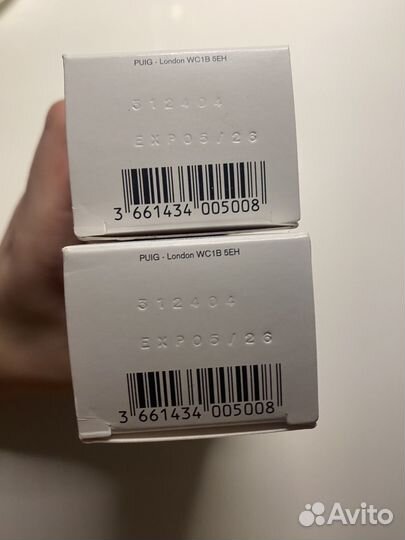 PUIG - London WC1B 5EH
312404
EXP05/26
3 661434 005008
PUIG - London WC1B 5EH
312404
EXP05/26
3 661434 005008
Avito